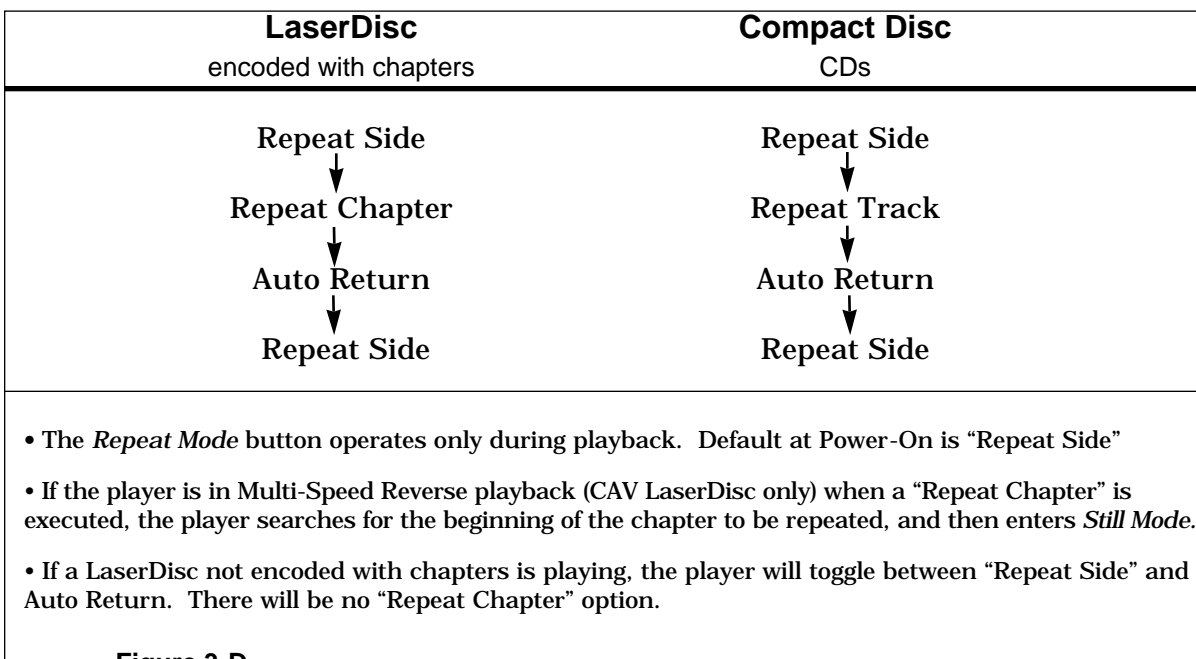 LaserDisc
encoded with chapters
Compact Disc
CDs
Repeat Side
Repeat Chapter
Auto Return
Repeat Side
Repeat Side
Repeat Track
Auto Return
Repeat Side
• The Repeat Mode button operates only during playback. Default at Power-On is “Repeat Side”
• If the player is in Multi-Speed Reverse playback (CAV LaserDisc only) when a “Repeat Chapter” is
executed, the player searches for the beginning of the chapter to be repeated, and then enters Still Mode.
• If a LaserDisc not encoded with chapters is playing, the player will toggle between “Repeat Side” and
Auto Return. There will be no “Repeat Chapter” option.
Figure 3-D